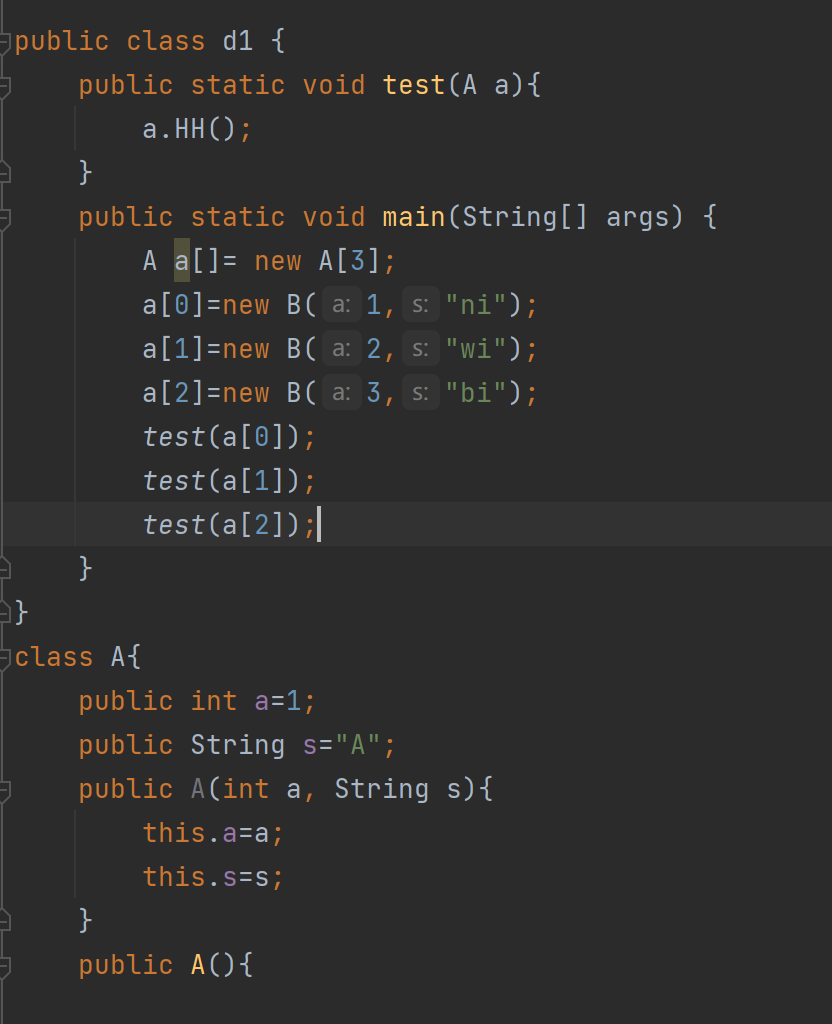 public class d1 {
    public static void test(A a){
        a.HH();
    }
    public static void main(String[] args) {
        A a[]= new A[3];
        a[0]=new B( a: 1, s: "ni");
        a[1]=new B( a: 2, s: "wi");
        a[2]=new B( a: 3, s: "bi");
        test(a[0]);
        test(a[1]);
        test(a[2]);
    }
}
class A{
    public int a=1;
    public String s="A";
    public A(int a, String s){
        this.a=a;
        this.s=s;
    }
    public A(){